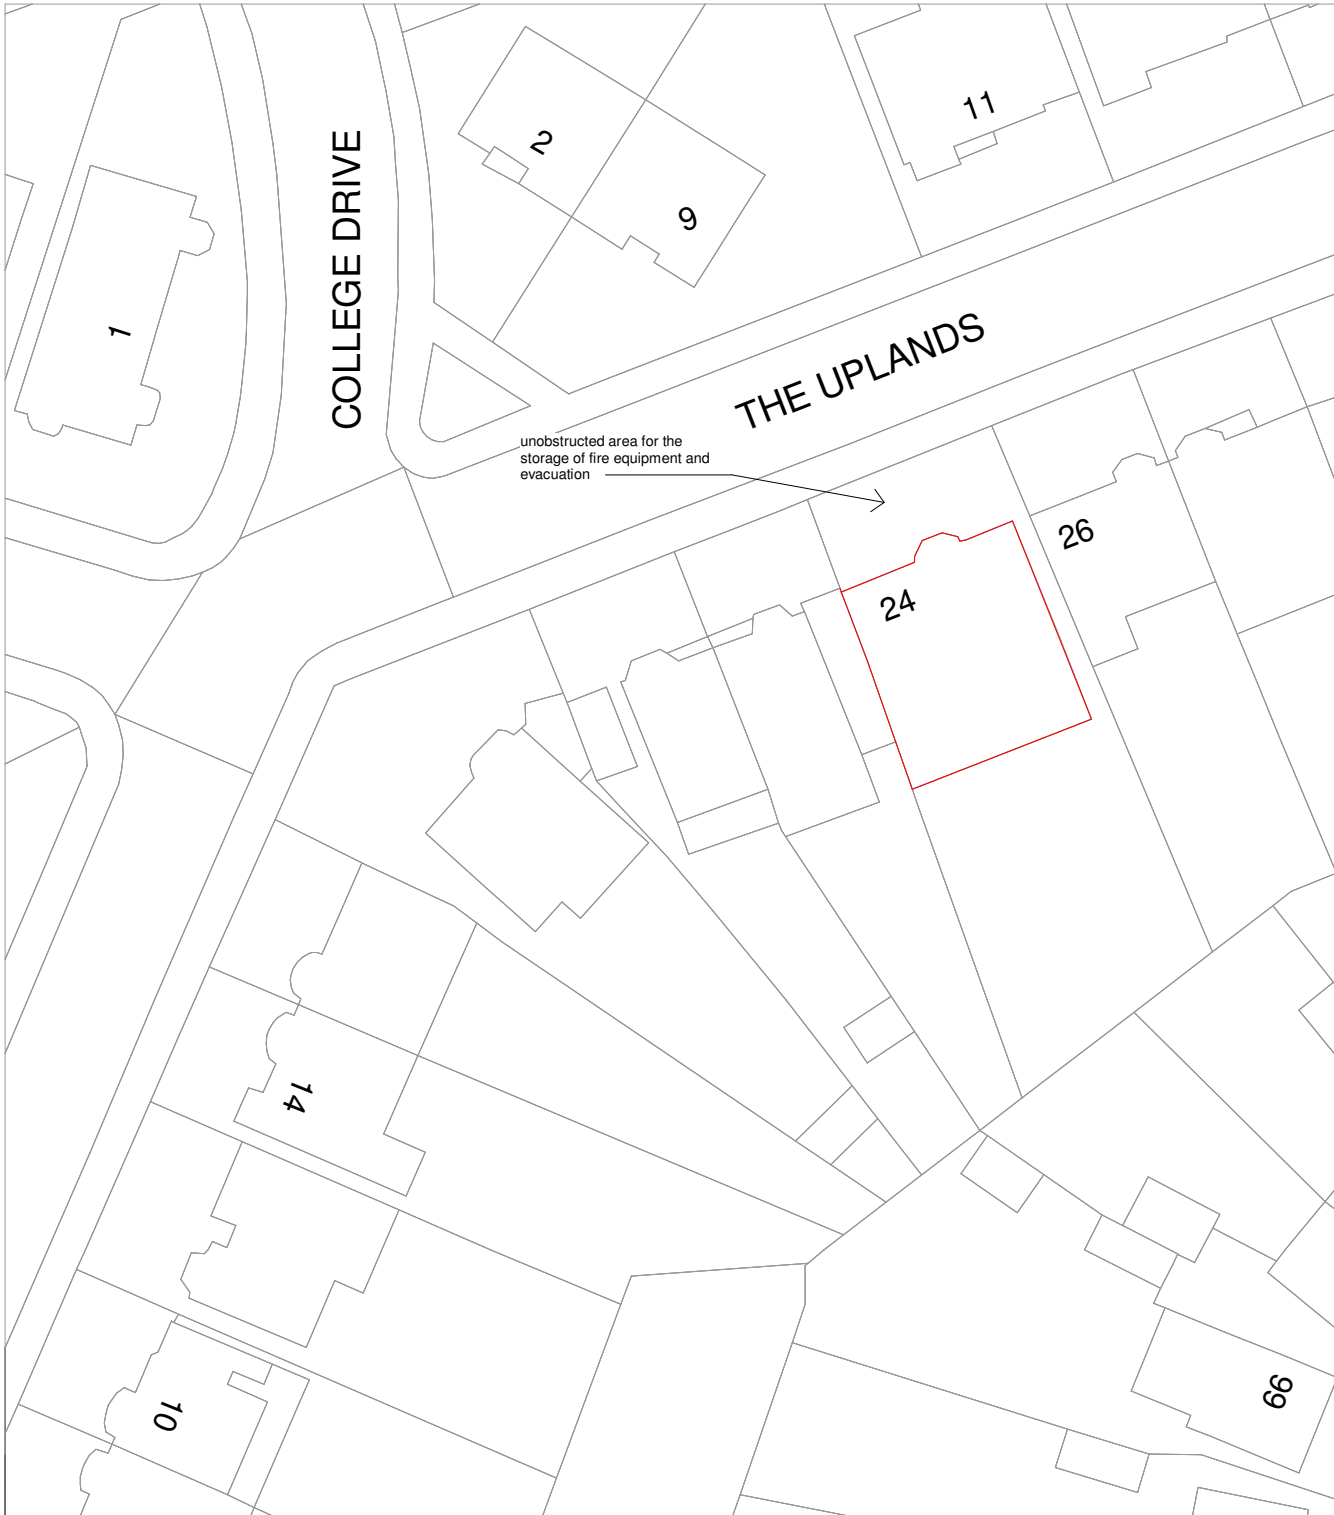 11
2
COLLEGE DRIVE
9
1
THE UPLANDS
unobstructed area for the
storage of fire equipment and
evacuation
26
24
14
99
10